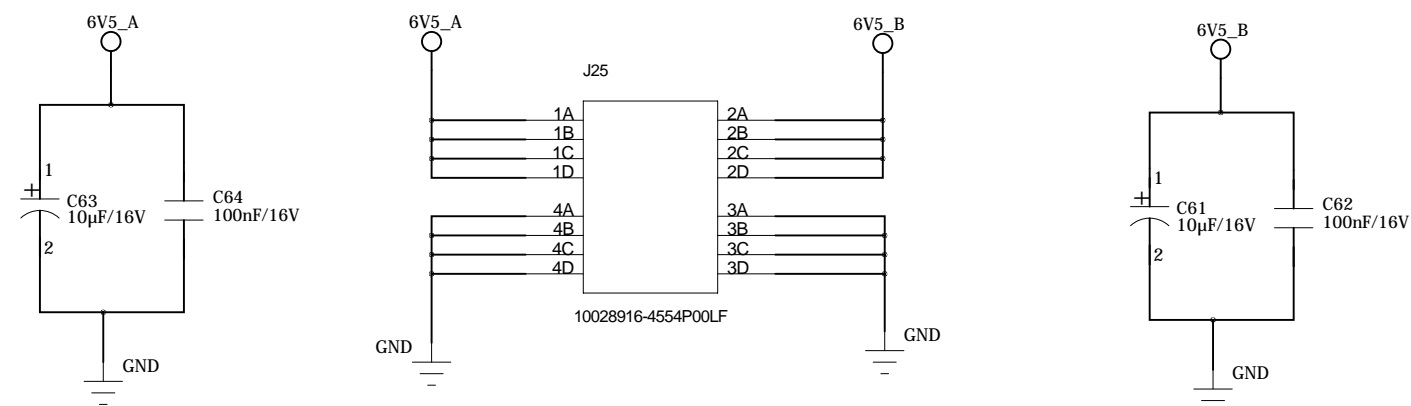 6V5_A
1
+
C63
10µF/16V
2
C64
100nF/16V
GND
6V5_A
6V5_B
J25
1A
1B
1C
1D
2A
2B
2C
2D
4A
4B
4C
4D
3A
3B
3C
3D
10028916-4554P00LF
GND
GND
6V5_B
1
+
C61
10µF/16V
2
C62
100nF/16V
GND